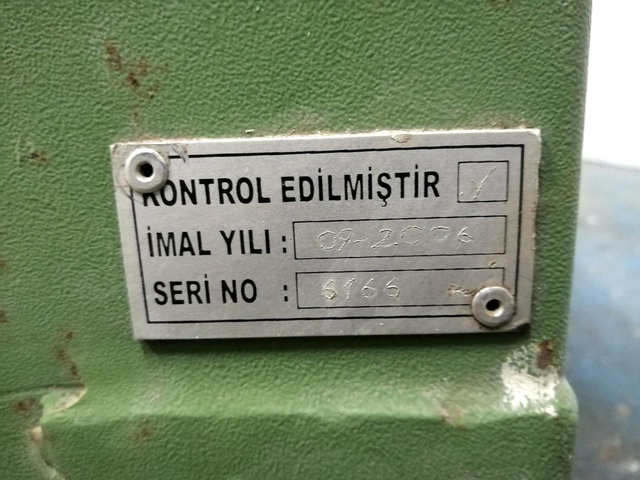 KONTROL EDİLMİŞTİR
İMAL YILI : 09-2006
SERİ NO : 6166